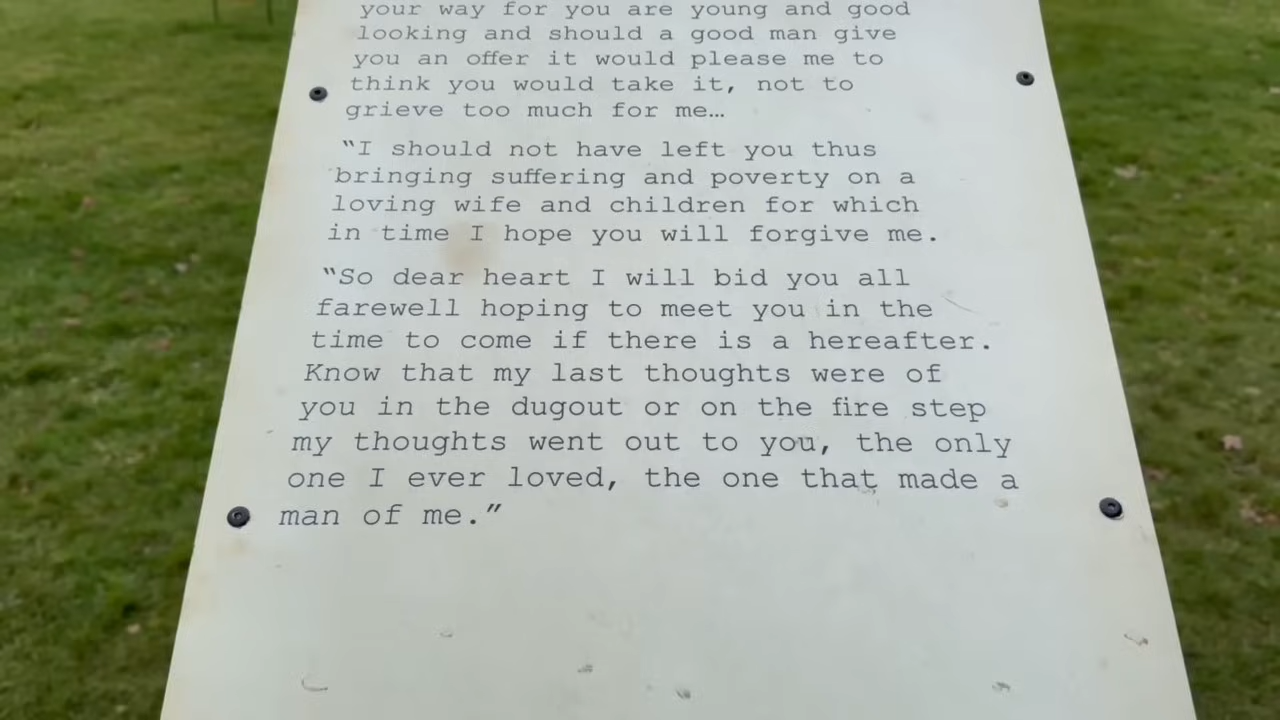 your way for you are young and good
looking and should a good man give
you an offer it would please me to
think you would take it, not to
grieve too much for me…
“I should not have left you thus
bringing suffering and poverty on a
loving wife and children for which
in time I hope you will forgive me.
“So dear heart I will bid you all
farewell hoping to meet you in the
time to come if there is a hereafter.
Know that my last thoughts were of
you in the dugout or on the fire step
my thoughts went out to you, the only
one I ever loved, the one that made a
man of me.”